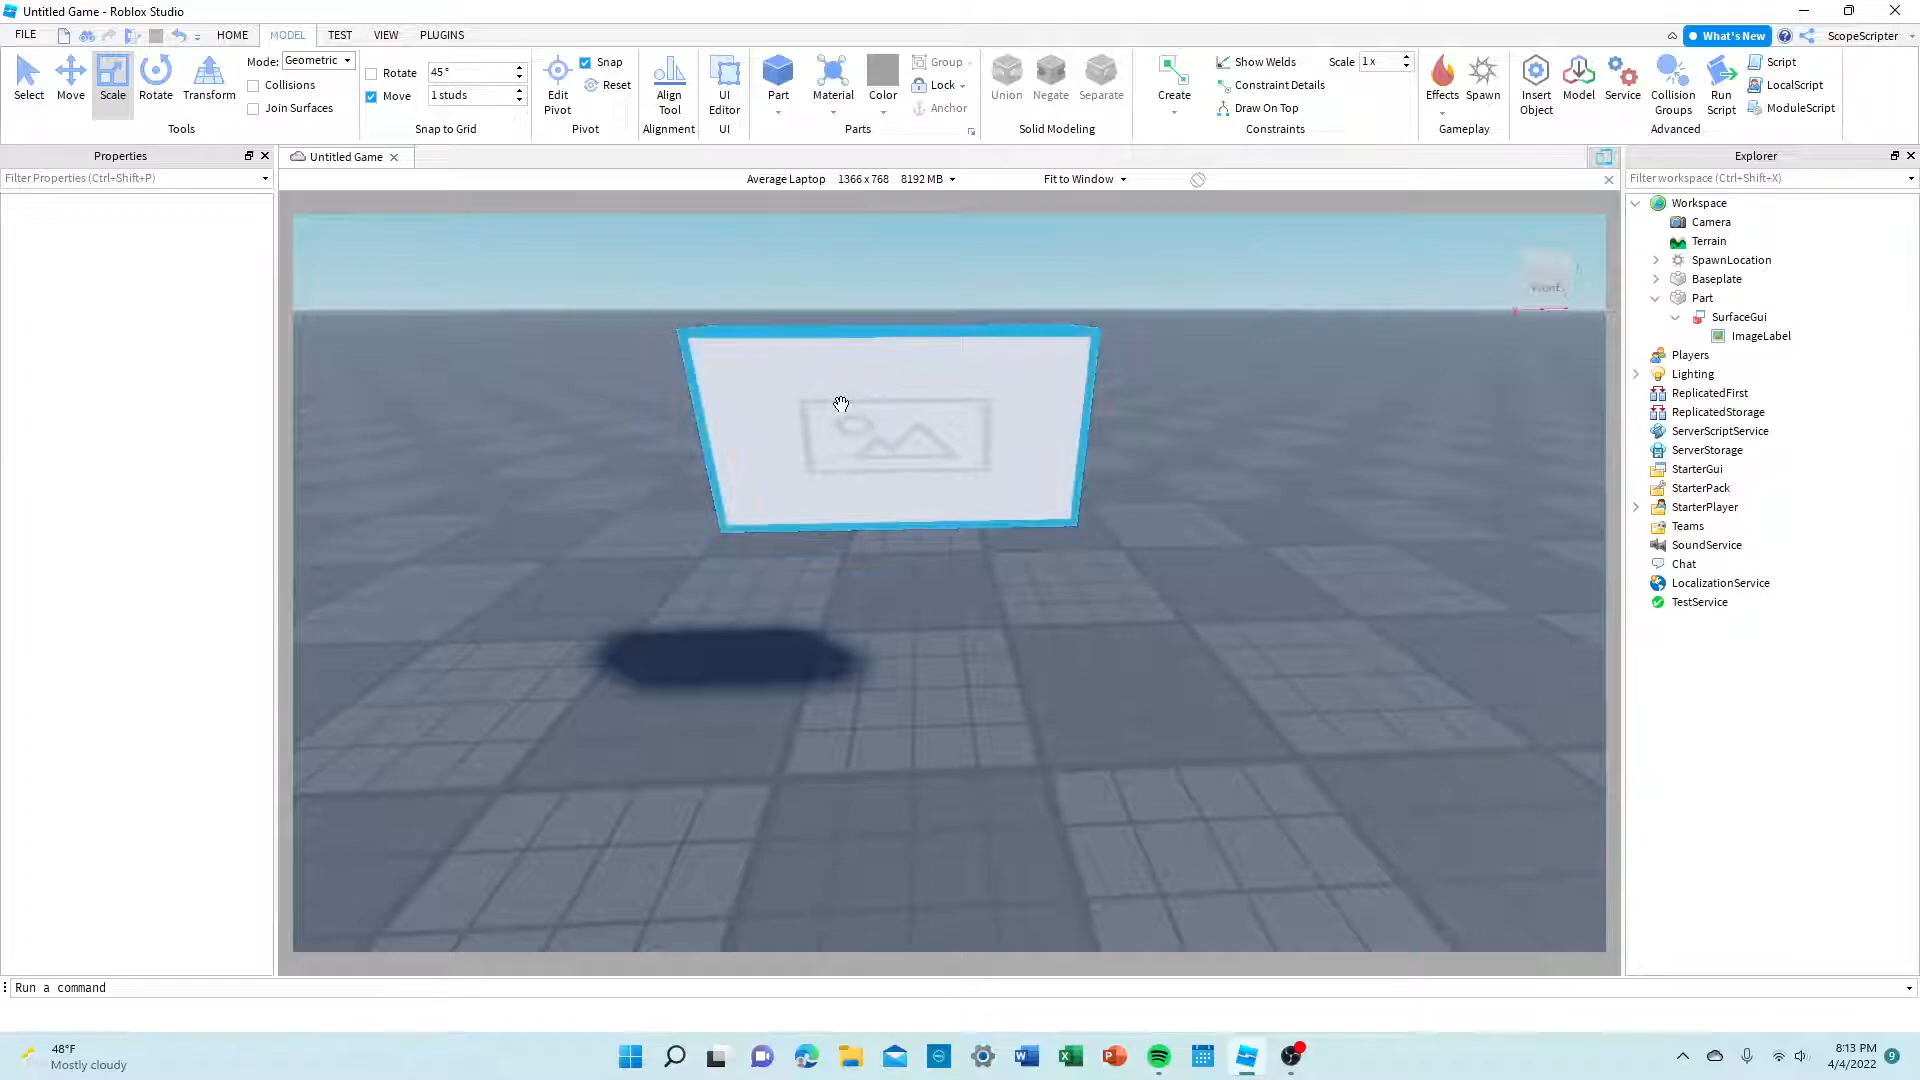 Untitled Game - Roblox Studio
FILE
HOME
MODEL
TEST
VIEW
PLUGINS
What's New
ScopeScripter
Select
Move
Scale
Rotate
Transform
Mode: Geometric
Collisions
Join Surfaces
Tools
Rotate 45°
Move 1 studs
Snap to Grid
Edit Pivot
Snap
Reset
Pivot
Align Tool
Alignment
UI Editor
UI
Part
Material
Color
Group
Lock
Anchor
Parts
Union
Negate
Separate
Solid Modeling
Create
Show Welds
Constraint Details
Draw On Top
Scale 1 x
Constraints
Effects
Spawn
Gameplay
Insert Object
Model
Service
Collision Groups
Run Script
Script
LocalScript
ModuleScript
Advanced
Properties
Filter Properties (Ctrl+Shift+P)
Untitled Game
Average Laptop 1366 x 768 8192 MB
Fit to Window
Front
Explorer
Filter workspace (Ctrl+Shift+X)
Workspace
Camera
Terrain
SpawnLocation
Baseplate
Part
SurfaceGui
ImageLabel
Players
Lighting
ReplicatedFirst
ReplicatedStorage
ServerScriptService
ServerStorage
StarterGui
StarterPack
StarterPlayer
Teams
SoundService
Chat
LocalizationService
TestService
Run a command
48°F
Mostly cloudy
8:13 PM
4/4/2022
9